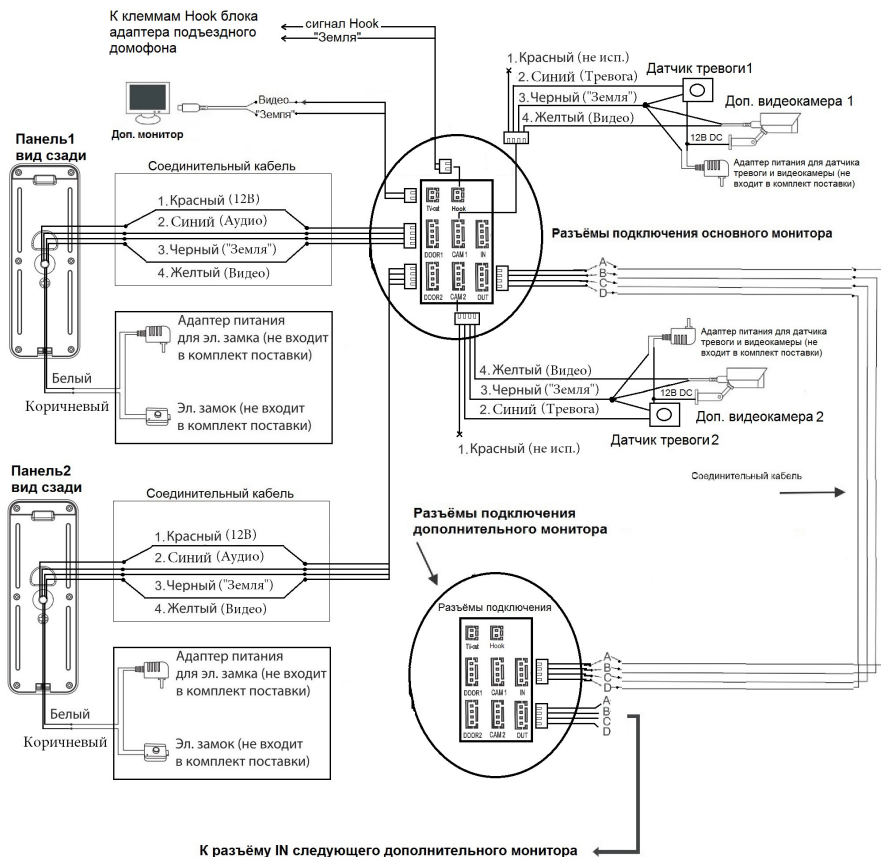 К клеммам Hook блока
адаптера подъездного
домофона
сигнал Hook
"Земля"
Видео
"Земля"
Доп. монитор
1. Красный (не исп.)
2. Синий (Тревога)
3. Черный ("Земля")
4. Желтый (Видео)
Датчик тревоги1
Доп. видеокамера 1
12В DC
Адаптер питания для датчика
тревоги и видеокамеры (не
входит в комплект поставки)
Панель1
вид сзади
Соединительный кабель
1. Красный (12В)
2. Синий (Аудио)
3. Черный ("Земля")
4. Желтый (Видео)
TV-out
Hook
DOOR1
CAM 1
IN
DOOR2
CAM 2
OUT
Разъёмы подключения основного монитора
A
B
C
D
Адаптер питания
для эл. замка (не входит
в комплект поставки)
Белый
Коричневый
Эл. замок (не входит
в комплект поставки)
Адаптер питания для датчика
тревоги и видеокамеры (не
входит в комплект поставки)
4. Желтый (Видео)
3. Черный ("Земля")
2. Синий (Тревога)
1. Красный (не исп.)
12В DC
Доп. видеокамера 2
Датчик тревоги2
Соединительный кабель
Панель2
вид сзади
Соединительный кабель
1. Красный (12В)
2. Синий (Аудио)
3. Черный ("Земля")
4. Желтый (Видео)
Адаптер питания
для эл. замка (не входит
в комплект поставки)
Белый
Коричневый
Эл. замок (не входит
в комплект поставки)
Разъёмы подключения
дополнительного монитора
Разъёмы подключения
TV-out
Hook
DOOR1
CAM 1
IN
DOOR2
CAM 2
OUT
A
B
C
D
A
B
C
D
К разъёму IN следующего дополнительного монитора